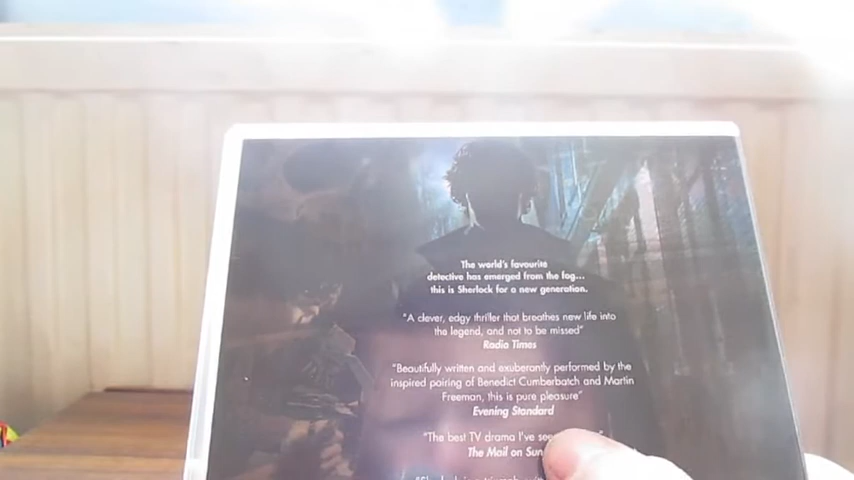 The world's favourite
detective has emerged from the fog...
this is Sherlock for a new generation.
"A clever, edgy thriller that breathes new life into
the legend, and not to be missed"
Radio Times
"Beautifully written and exuberantly performed by the
inspired pairing of Benedict Cumberbatch and Martin
Freeman, this is pure pleasure"
Evening Standard
"The best TV drama I've
The Mail on